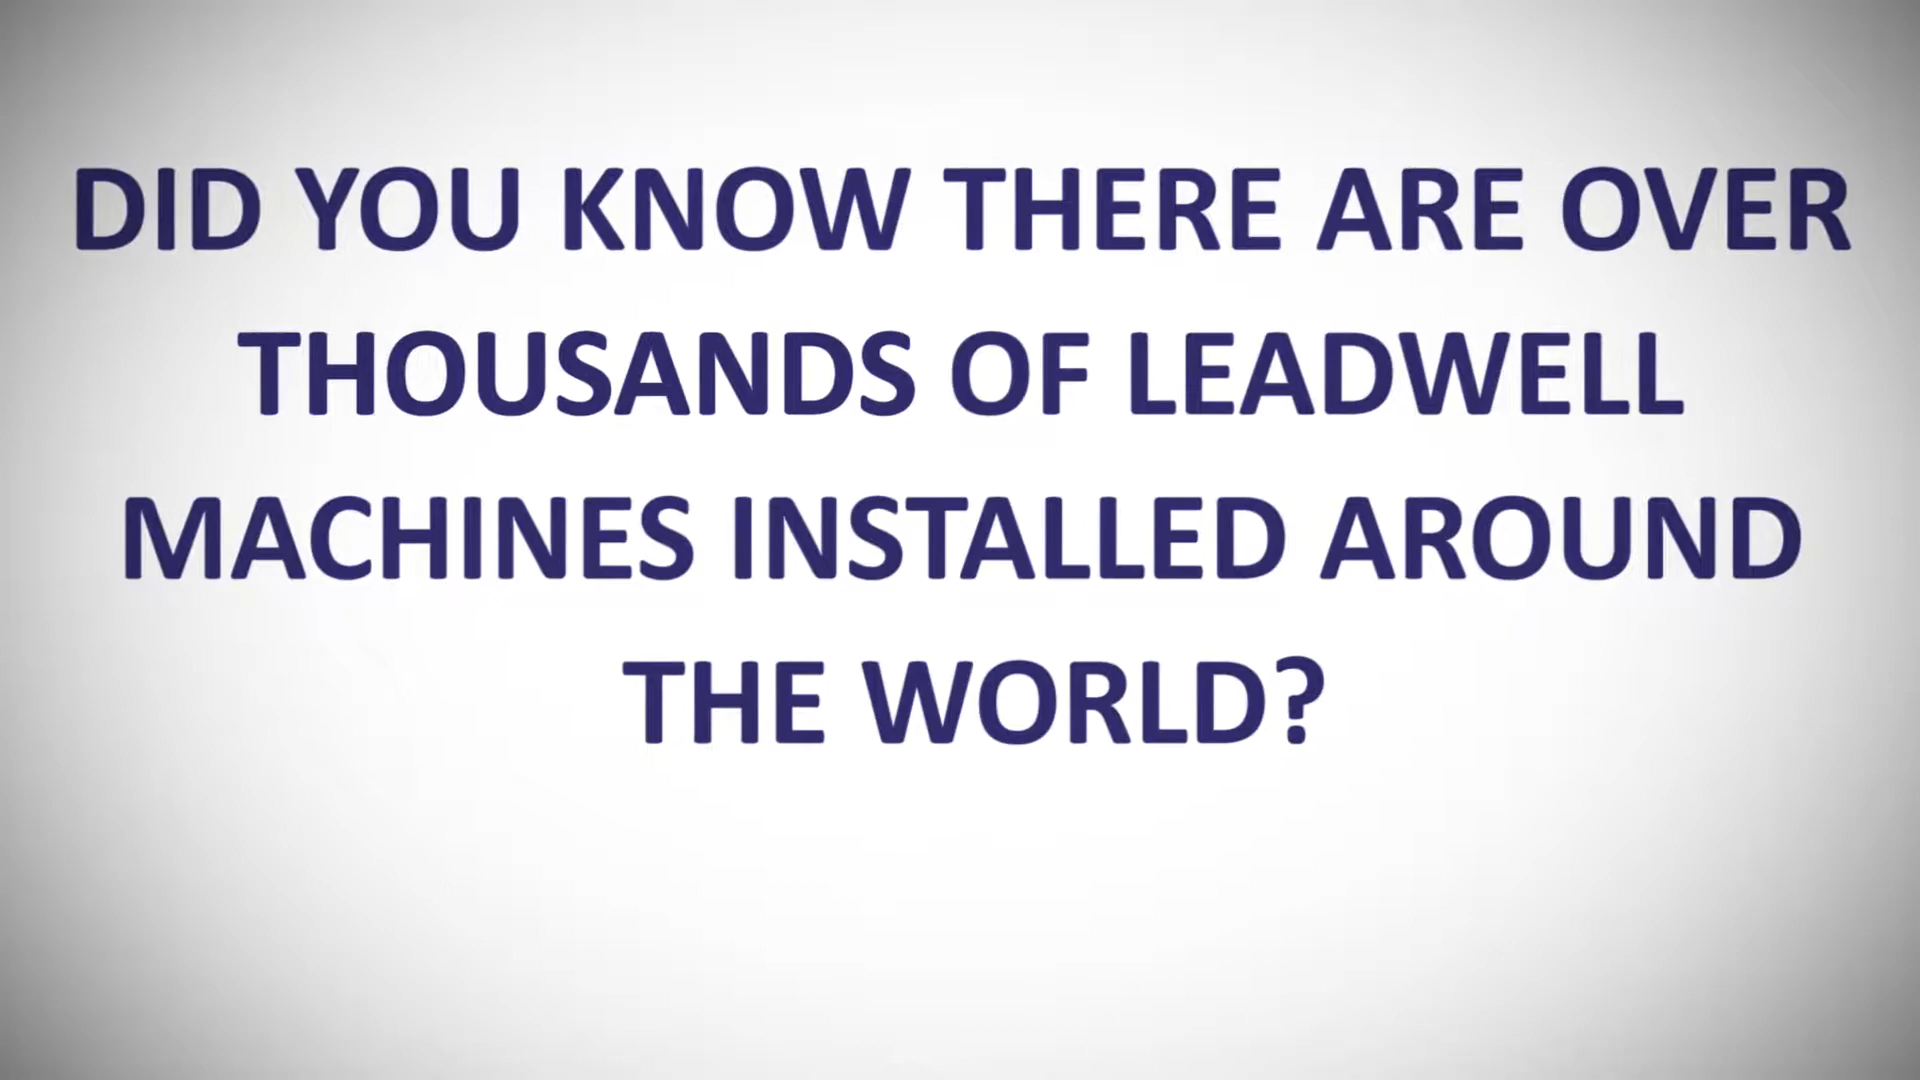 DID YOU KNOW THERE ARE OVER
THOUSANDS OF LEADWELL
MACHINES INSTALLED AROUND
THE WORLD?